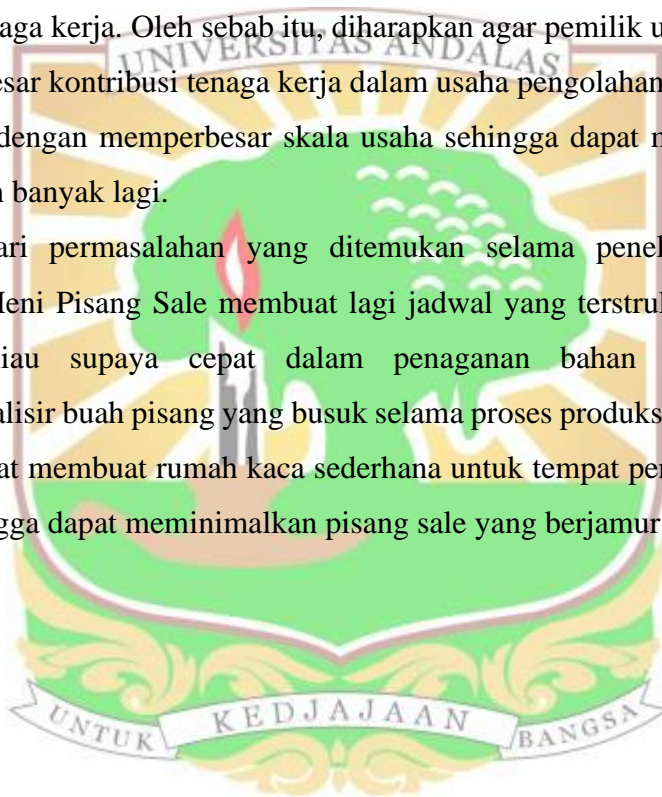 aga kerja. Oleh sebab itu, diharapkan agar pemilik u
UNIVERSITAS ANDALAS
esar kontribusi tenaga kerja dalam usaha pengolahan
dengan memperbesar skala usaha sehingga dapat
banyak lagi.
ari permasalahan yang ditemukan selama penel
Meni Pisang Sale membuat lagi jadwal yang terstru
iau supaya cepat dalam penaganan bahan
alisir buah pisang yang busuk selama proses produks
at membuat rumah kaca sederhana untuk tempat pe
gga dapat meminimalkan pisang sale yang berjamur
UNTUK KEDJAJAAN BANGSA